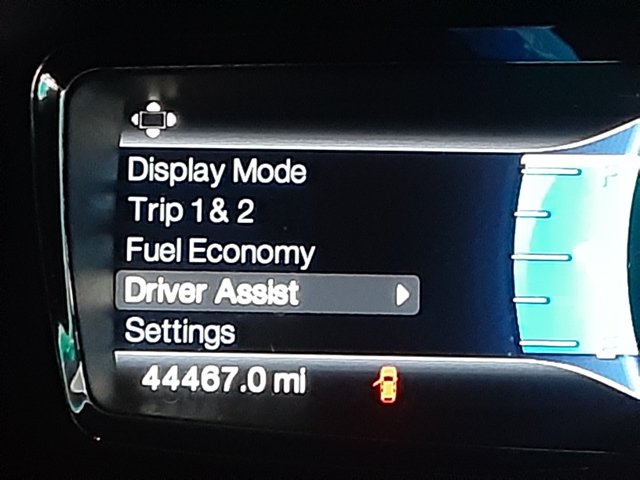 Display Mode
Trip 1 & 2
Fuel Economy
Driver Assist
Settings
44467.0 mi